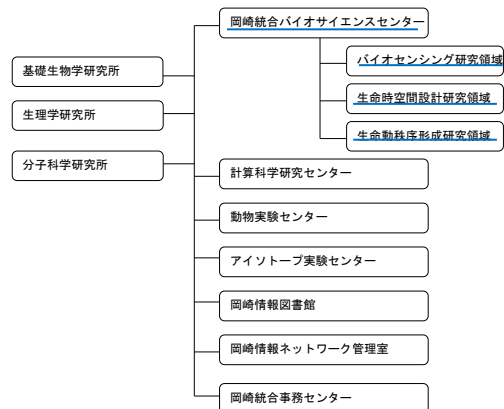 岡崎統合バイオサイエンスセンター
バイオセンシング研究領域
生命時空間設計研究領域
生命動秩序形成研究領域
基礎生物学研究所
生理学研究所
分子科学研究所
計算科学研究センター
動物実験センター
アイソトープ実験センター
岡崎情報図書館
岡崎情報ネットワーク管理室
岡崎統合事務センター